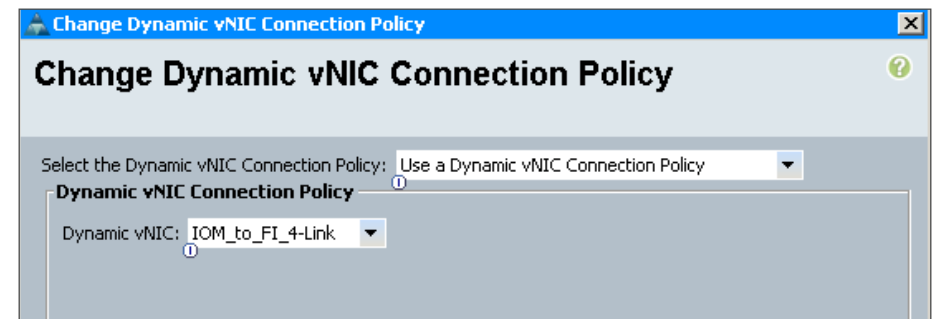 Change Dynamic vNIC Connection Policy
Change Dynamic vNIC Connection Policy
Select the Dynamic vNIC Connection Policy: Use a Dynamic vNIC Connection Policy
Dynamic vNIC Connection Policy
Dynamic vNIC: IOM_to_FI_4-Link